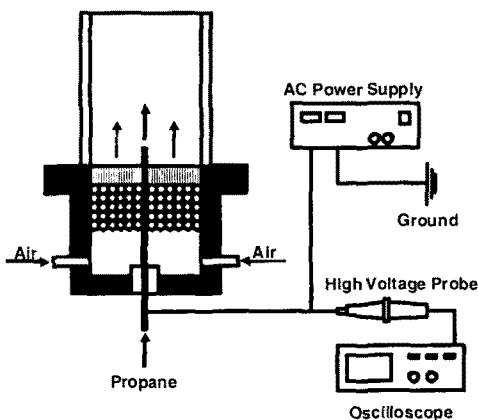 AC Power Supply
Ground
Air
Air
High Voltage Probe
Propane
Oscilloscope